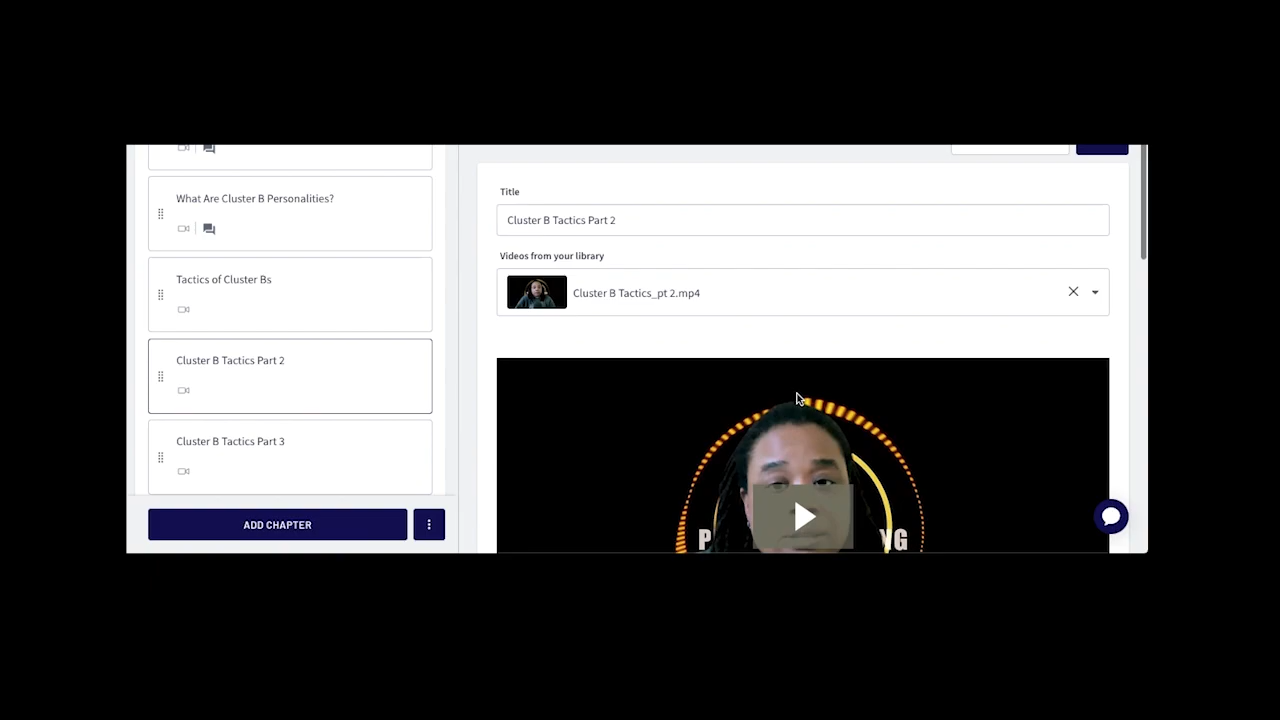 What Are Cluster B Personalities?
Tactics of Cluster Bs
Cluster B Tactics Part 2
Cluster B Tactics Part 3
ADD CHAPTER
Title
Cluster B Tactics Part 2
Videos from your library
Cluster B Tactics_pt 2.mp4
P
YG